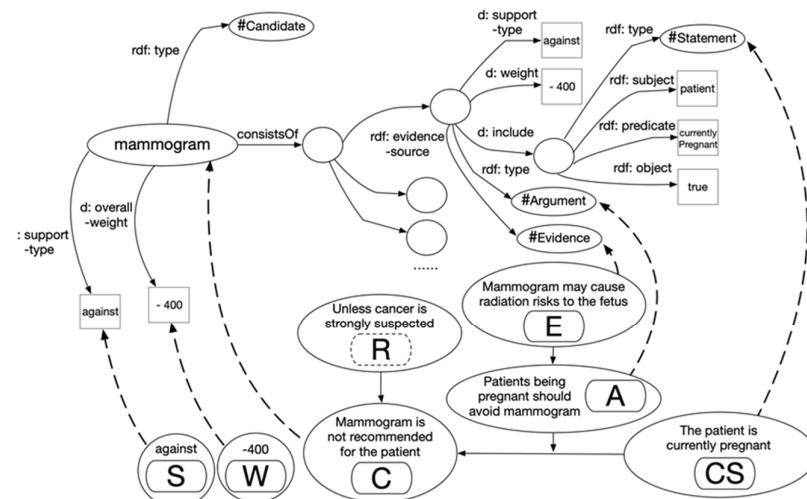 d: support
-type
against
rdf: type
#Candidate
#Statement
rdf: type
d: weight
- 400
rdf: subject
patient
mammogram
consistsOf
rdf: evidence
-source
d: include
rdf: predicate
currently
Pregnant
rdf: type
rdf: object
true
#Argument
d: overall
-weight
: support
-type
#Evidence
......
against
- 400
Mammogram may cause
radiation risks to the fetus
E
Unless cancer is
strongly suspected
R
Patients being
pregnant should
avoid mammogram
A
Mammogram is
not recommended
for the patient
C
The patient is
currently pregnant
CS
against
S
-400
W